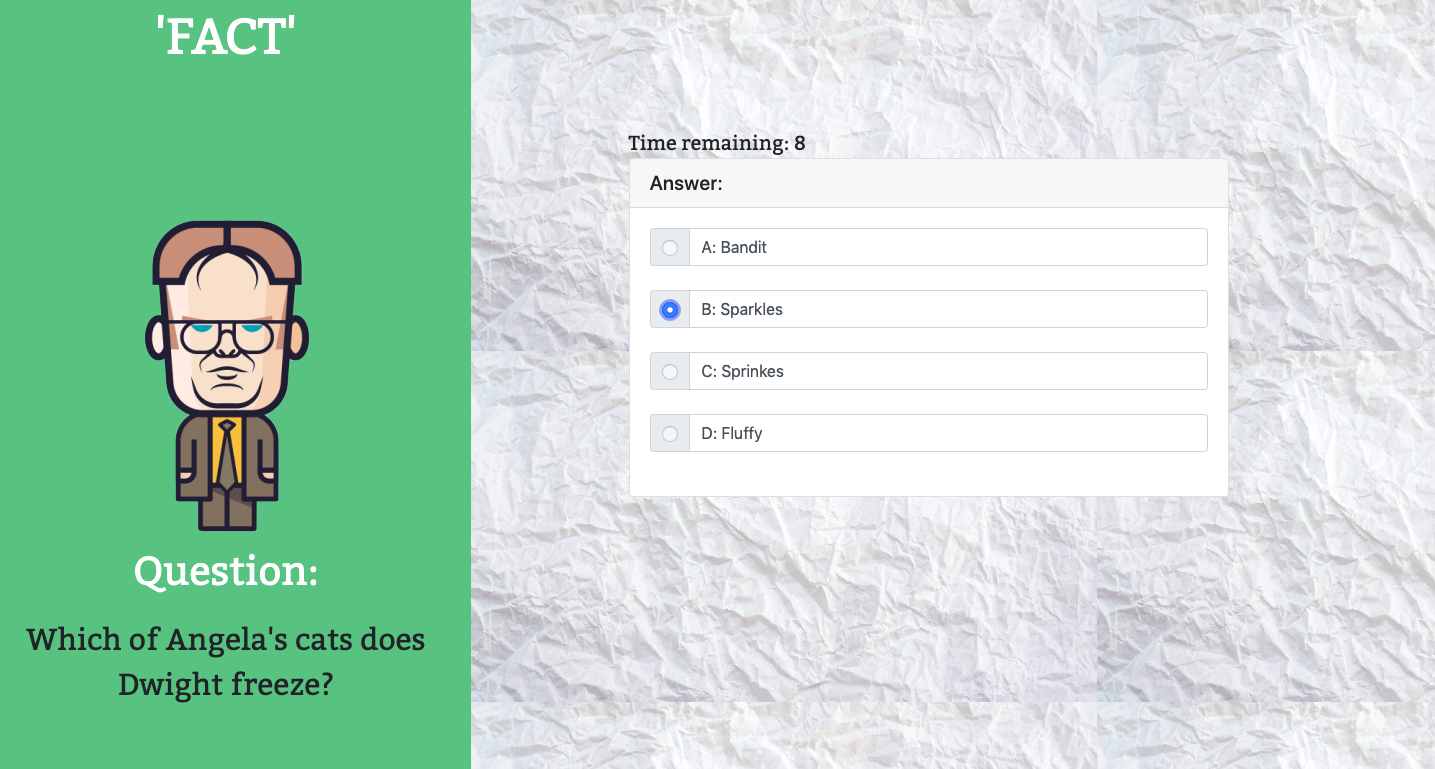 'FACT'
Question:
Which of Angela's cats does
Dwight freeze?
Time remaining: 8
Answer:
A: Bandit
B: Sparkles
C: Sprinkes
D: Fluffy